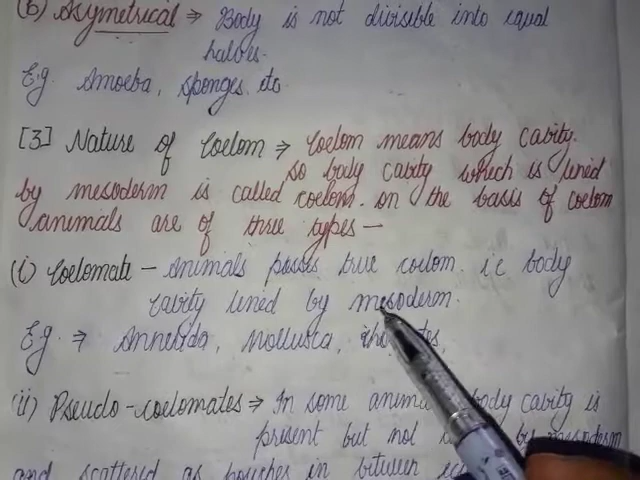 (b) Asymetrical ⇒ Body is not divisible into equal
halves.
E.g. Amoeba, sponges etc
[3] Nature of Coelom ⇒ Coelom means body cavity.
so body cavity which is lined
by mesoderm is called coelom. on the basis of coelom
animals are of three types —
(i) Coelomate - Animals posses true coelom. i.e body
cavity lined by mesoderm.
E.g. ⇒ Annelida, Mollusca,
(ii) Pseudo-coelomates ⇒ In some body cavity is
present but not by mesoderm
and scattered as pouches in between